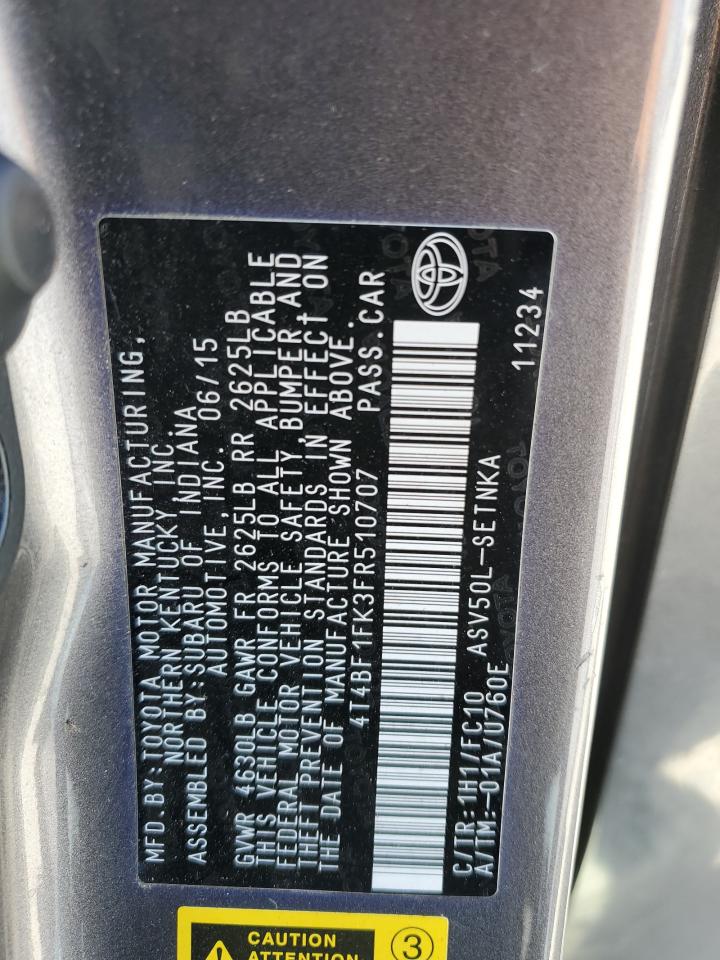 MFD.BY:TOYOTA MOTOR MANUFACTURING,
NORTHERN KENTUCKY, INC.
ASSEMBLED BY:SUBARU OF INDIANA
AUTOMOTIVE, INC. 06/15
GVWR 4630LB GAWR FR 2625LB RR 2625LB
THIS VEHICLE CONFORMS TO ALL APPLICABLE
FEDERAL MOTOR VEHICLE SAFETY, BUMPER AND
THEFT PREVENTION STANDARDS IN EFFECT ON
THE DATE OF MANUFACTURE SHOWN ABOVE.
4T4BF1FK3FR510707 PASS.CAR
C/TR:1H1/FC10 ASV50L-SETNKA
A/TM:-01A/U760E
11234
CAUTION
ATTENTION
3